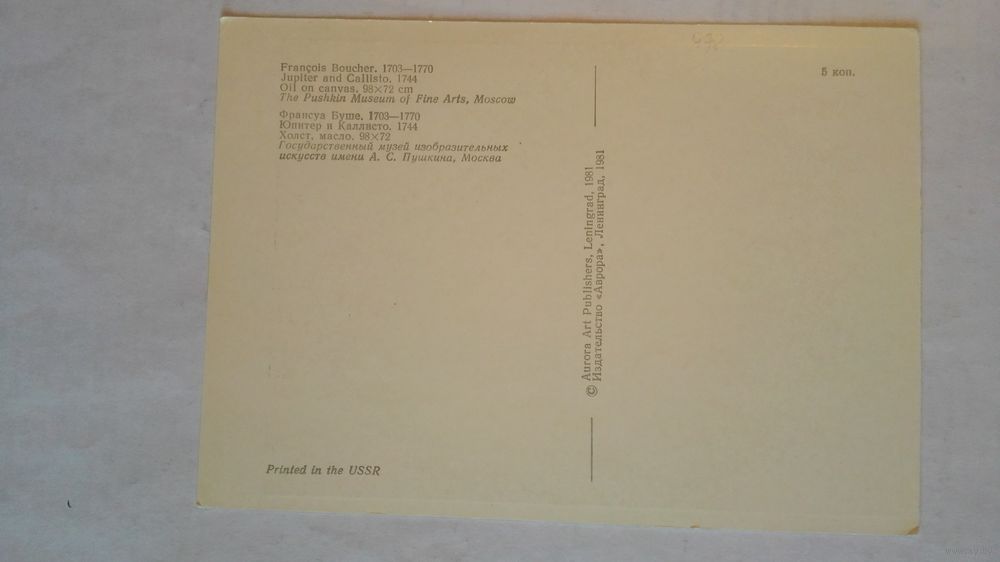 François Boucher. 1703—1770
Jupiter and Callisto. 1744
Oil on canvas. 98×72 cm
The Pushkin Museum of Fine Arts, Moscow
Франсуа Буше. 1703—1770
Юпитер и Каллисто. 1744
Холст, масло. 98×72
Государственный музей изобразительных
искусств имени А. С. Пушкина, Москва
Printed in the USSR
© Aurora Art Publishers, Leningrad, 1981
Издательство «Аврора», Ленинград, 1981
5 коп.